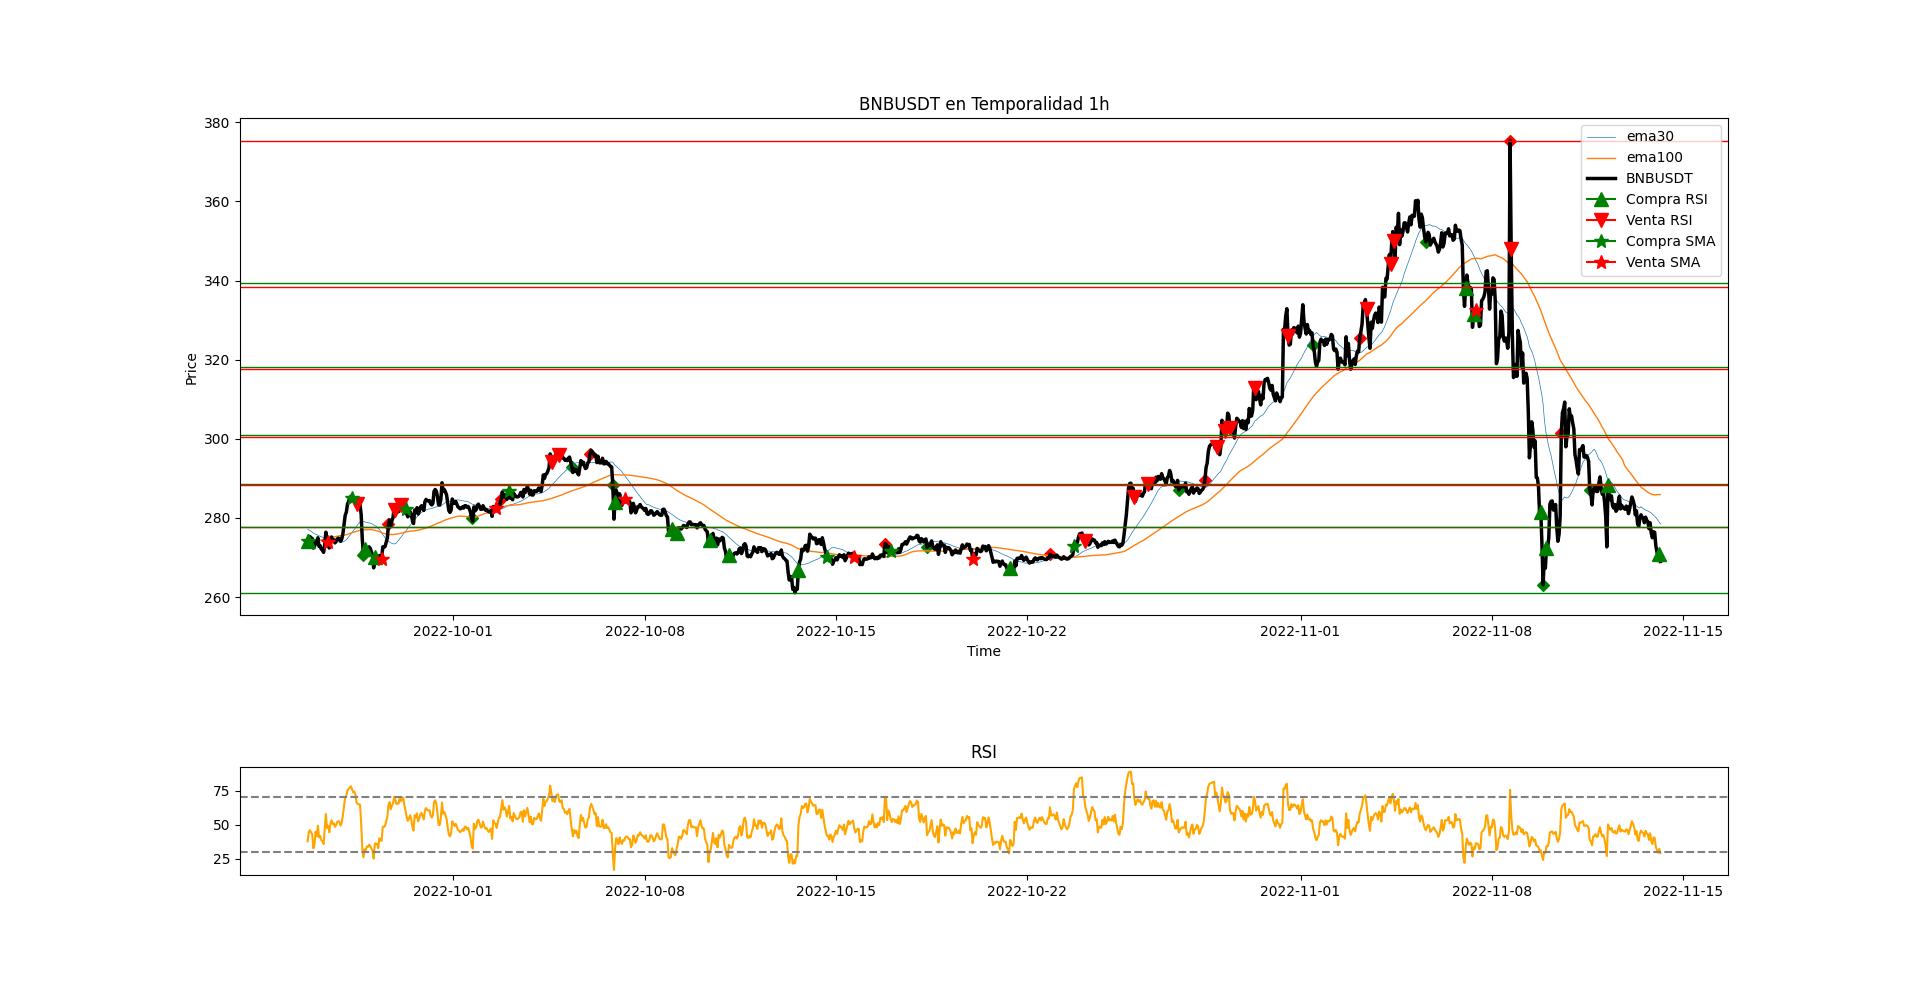 BNBUSDT en Temporalidad 1h
380
360
340
320
300
280
260
Price
ema30
ema100
BNBUSDT
Compra RSI
Venta RSI
Compra SMA
Venta SMA
2022-10-01 2022-10-08 2022-10-15 2022-10-22 2022-11-01 2022-11-08 2022-11-15
Time
RSI
75
50
25
2022-10-01 2022-10-08 2022-10-15 2022-10-22 2022-11-01 2022-11-08 2022-11-15